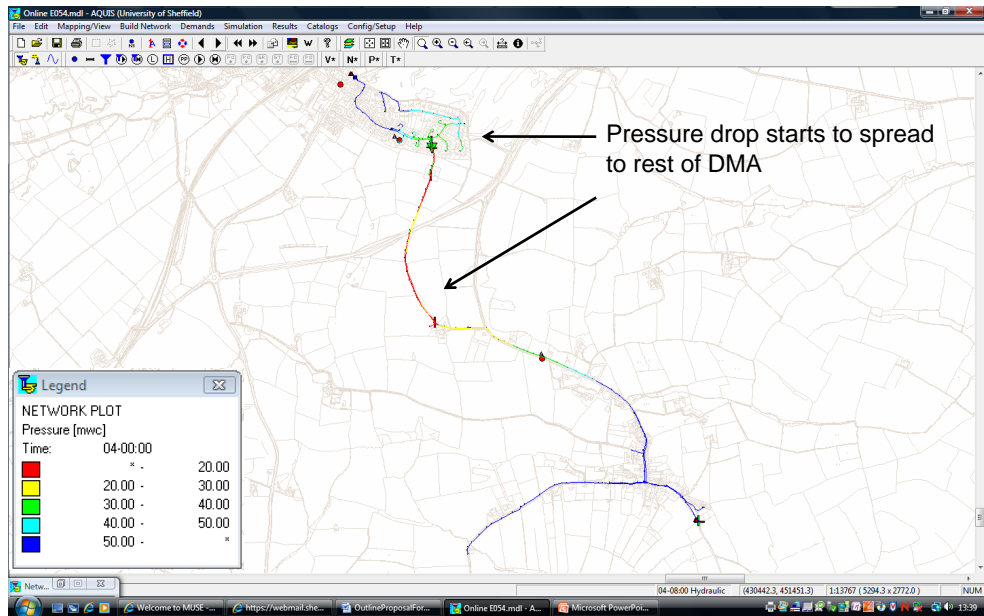 Online E054.mdl - AQUIS (University of Sheffield)
File Edit Mapping/View Build Network Demands Simulation Results Catalogs Config/Setup Help
V* N* P* T*
Pressure drop starts to spread
to rest of DMA
Legend
NETWORK PLOT
Pressure [mwc]
Time: 04-00:00
* - 20.00
20.00 - 30.00
30.00 - 40.00
40.00 - 50.00
50.00 - *
Netw...
04-08:00 Hydraulic (430442.3, 451451.3) 1:13767 ( 5294.3 x 2772.0 ) NUM
Welcome to MUSE -... https://webmail.she... OutlineProposalFor... Online E054.mdl - A... Microsoft PowerPoi... 13:39